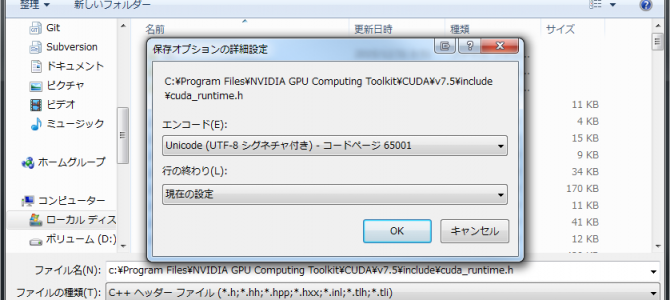 整理 ▼
新しいフォルダー
名前
更新日時
種類
サイズ
Git
Subversion
ドキュメント
ピクチャ
ビデオ
ミュージック
ホームグループ
コンピューター
ローカル ディス
ボリューム (D:)
保存オプションの詳細設定
C:¥Program Files¥NVIDIA GPU Computing Toolkit¥CUDA¥v7.5¥include
¥cuda_runtime.h
エンコード(E):
Unicode (UTF-8 シグネチャ付き) - コードページ 65001
行の終わり(L):
現在の設定
OK
キャンセル
11 KB
4 KB
15 KB
9 KB
34 KB
170 KB
11 KB
41 KB
12 KB
ファイル名(N):
c:¥Program Files¥NVIDIA GPU Computing Toolkit¥CUDA¥v7.5¥include¥cuda_runtime.h
ファイルの種類(T):
C++ ヘッダー ファイル (*.h;*.hh;*.hpp;*.hxx;*.inl;*.tlh;*.tli)